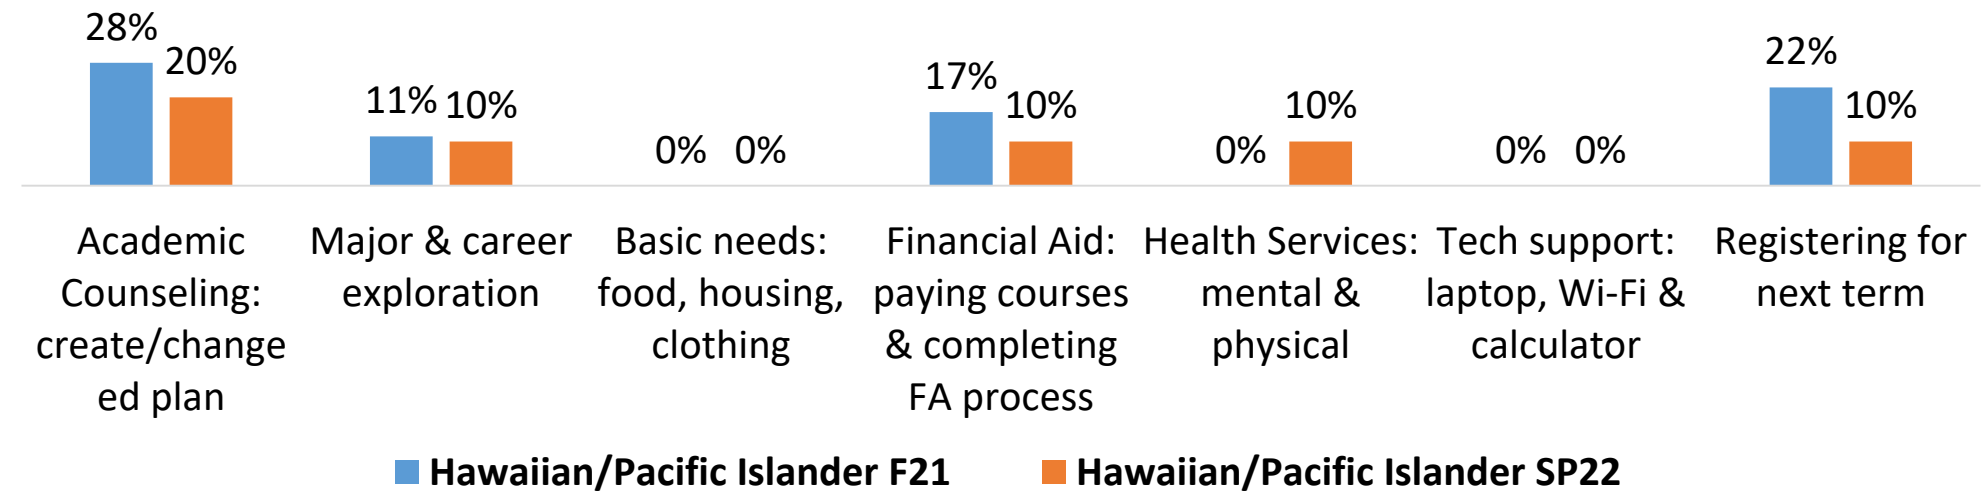 28% 20% 11% 10% 0% 0% 17% 10% 0% 10% 0% 0% 22% 10%
Academic
Counseling:
create/change
ed plan
Major & career
exploration
Basic needs:
food, housing,
clothing
Financial Aid:
paying courses
& completing
FA process
Health Services:
mental &
physical
Tech support:
laptop, Wi-Fi &
calculator
Registering for
next term
Hawaiian/Pacific Islander F21
Hawaiian/Pacific Islander SP22